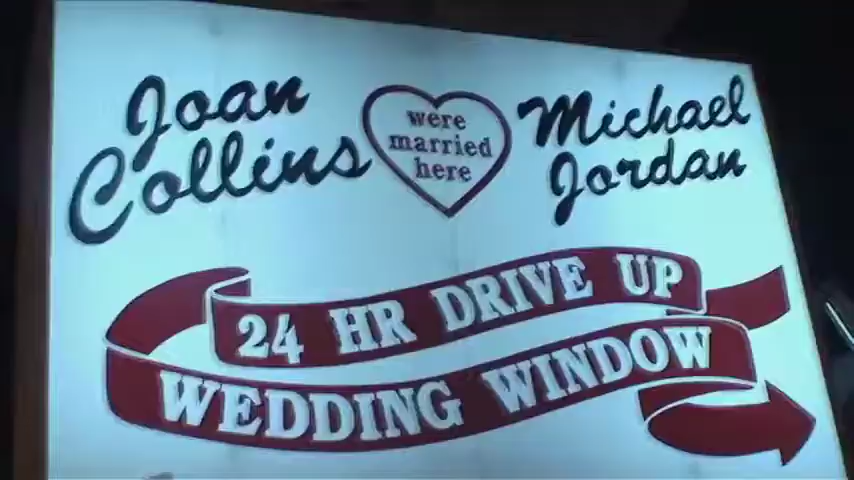 Joan
Collins
were
married
here
Michael
Jordan
24 HR DRIVE UP
WEDDING WINDOW